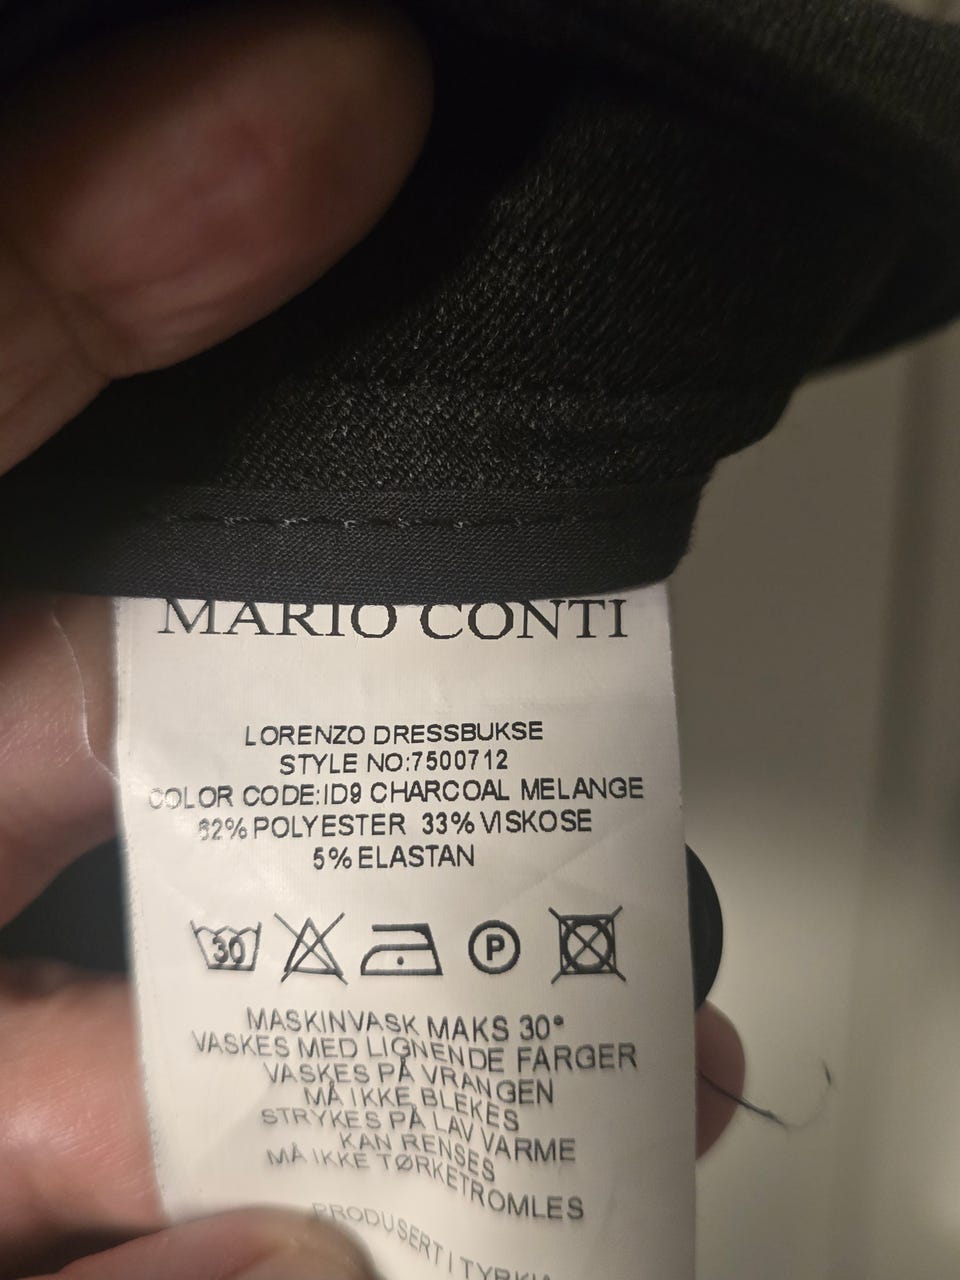 MARIO CONTI
LORENZO DRESSBUKSE
STYLE NO:7500712
COLOR CODE:ID9 CHARCOAL MELANGE
62% POLYESTER 33% VISKOSE
5% ELASTAN
30 P
MASKINVASK MAKS 30°
VASKES MED LIGNENDE FARGER
VASKES PÅ VRANGEN
MÅ IKKE BLEKES
STRYKES PÅ LAV VARME
KAN RENSES
MÅ IKKE TØRKETROMLES
PRODUSERT I